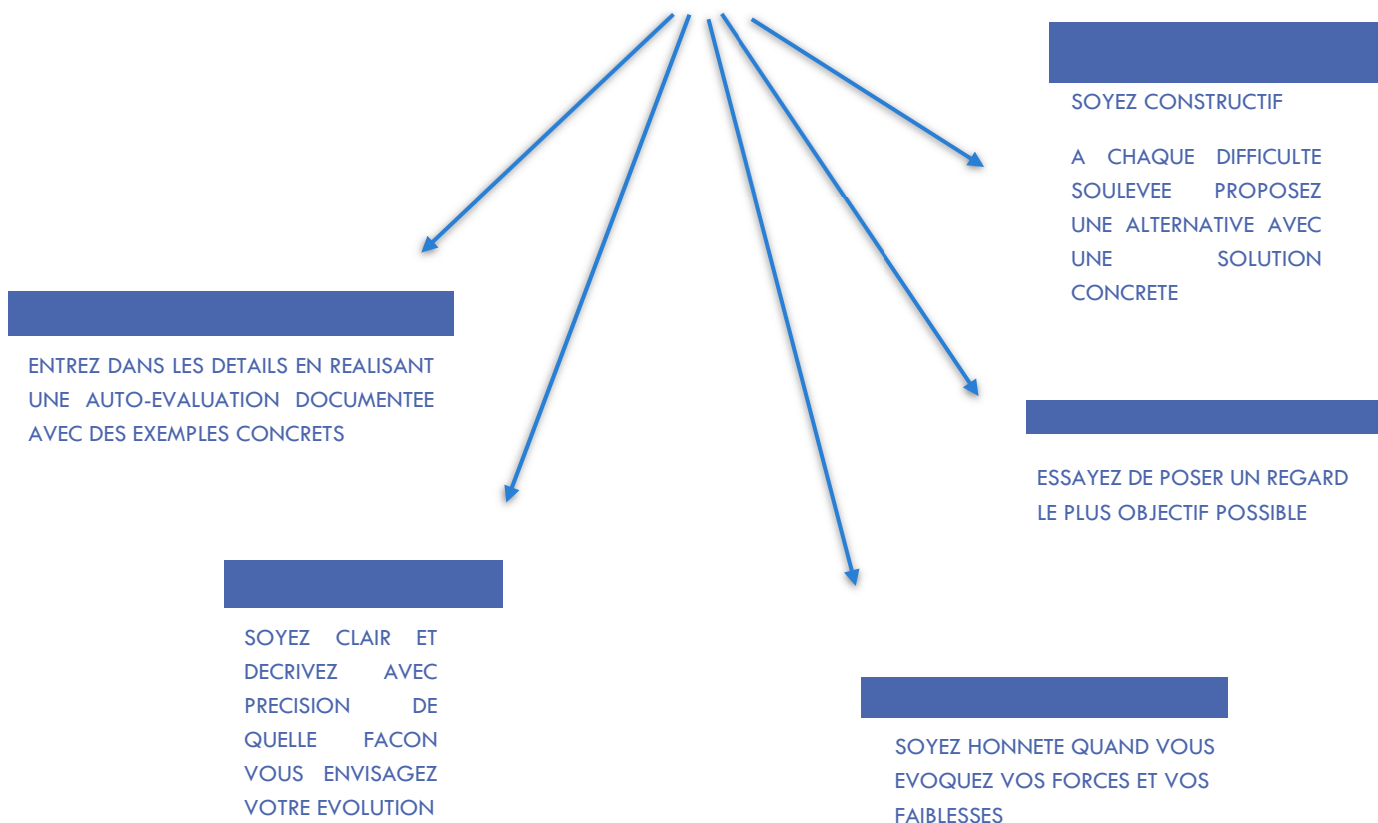 SOYEZ CONSTRUCTIF
A CHAQUE DIFFICULTE
SOULEVEE PROPOSEZ
UNE ALTERNATIVE AVEC
UNE SOLUTION
CONCRETE
ENTREZ DANS LES DETAILS EN REALISANT
UNE AUTO-EVALUATION DOCUMENTEE
AVEC DES EXEMPLES CONCRETS
ESSAYEZ DE POSER UN REGARD
LE PLUS OBJECTIF POSSIBLE
SOYEZ CLAIR ET
DECRIVEZ AVEC
PRECISION DE
QUELLE FACON
VOUS ENVISAGEZ
VOTRE EVOLUTION
SOYEZ HONNETE QUAND VOUS
EVOQUEZ VOS FORCES ET VOS
FAIBLESSES